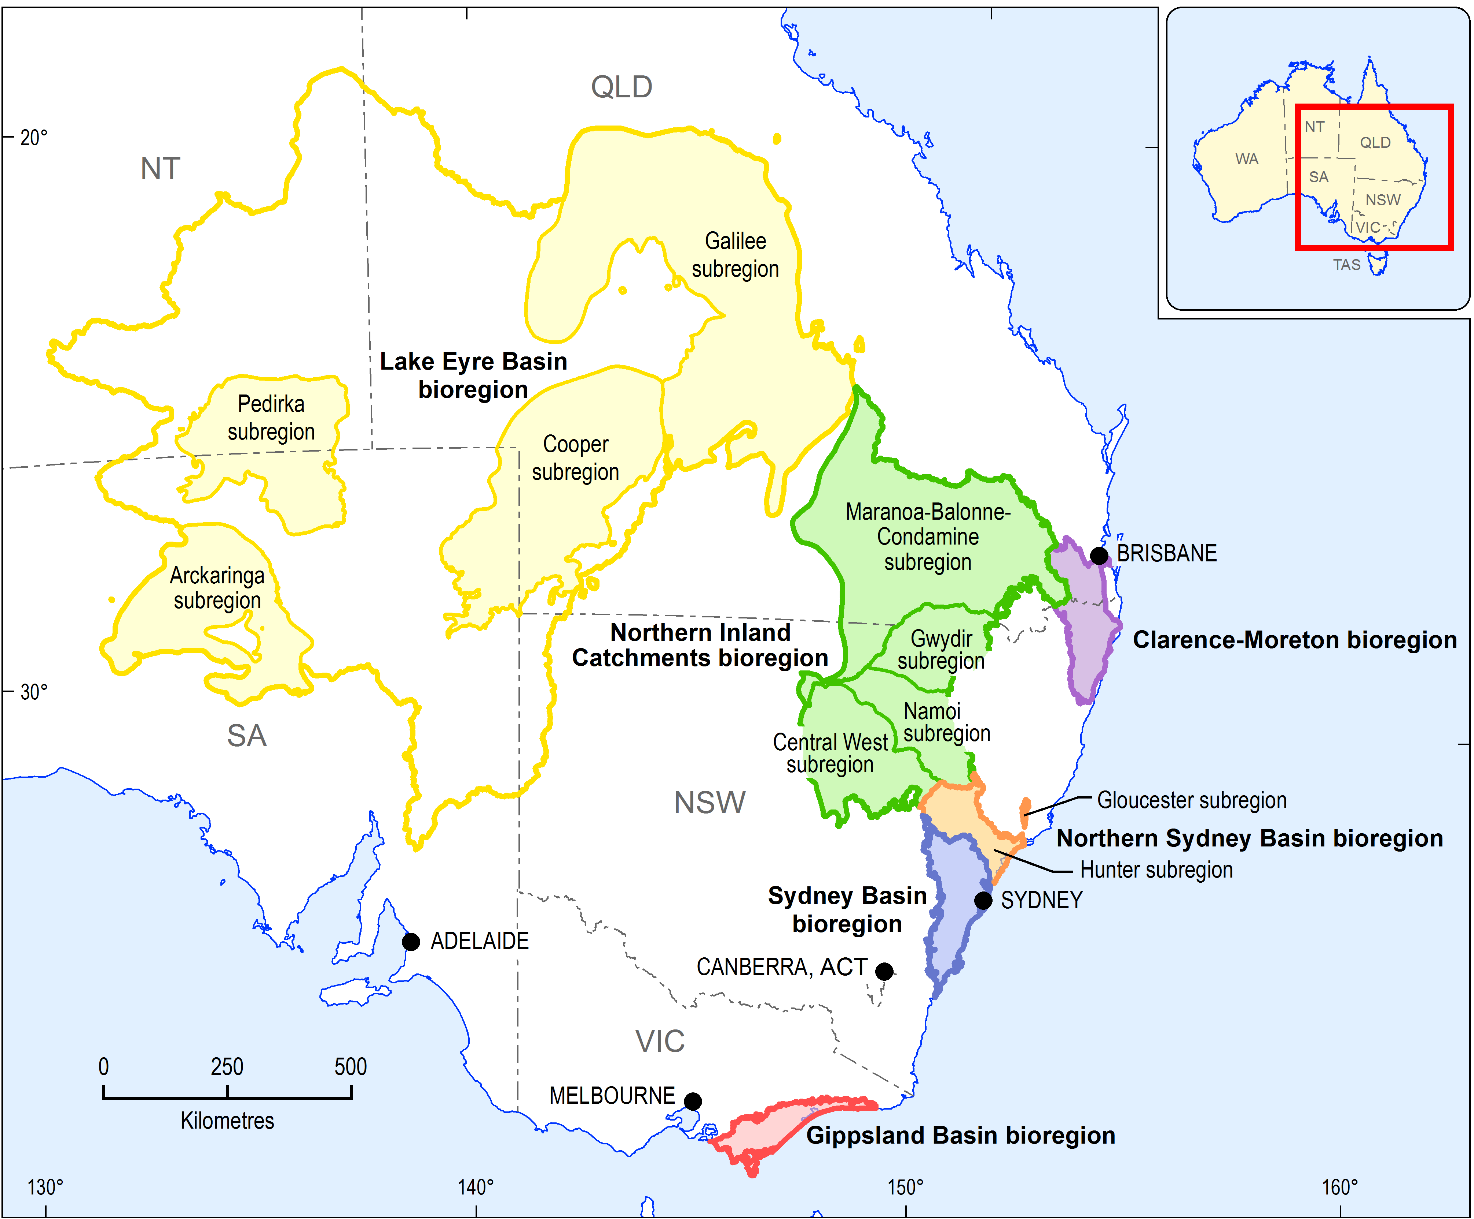 QLD
NT
20°
NT
QLD
WA
SA
NSW
VIC
TAS
Galilee
subregion
Lake Eyre Basin
bioregion
Pedirka
subregion
Cooper
subregion
Maranoa-Balonne-
Condamine
subregion
BRISBANE
Arckaringa
subregion
Northern Inland
Catchments bioregion
Gwydir
subregion
Clarence-Moreton bioregion
30°
SA
Namoi
subregion
Central West
subregion
NSW
Gloucester subregion
Northern Sydney Basin bioregion
Hunter subregion
Sydney Basin
bioregion
SYDNEY
ADELAIDE
CANBERRA, ACT
VIC
0 250 500
Kilometres
MELBOURNE
Gippsland Basin bioregion
130° 140° 150° 160°